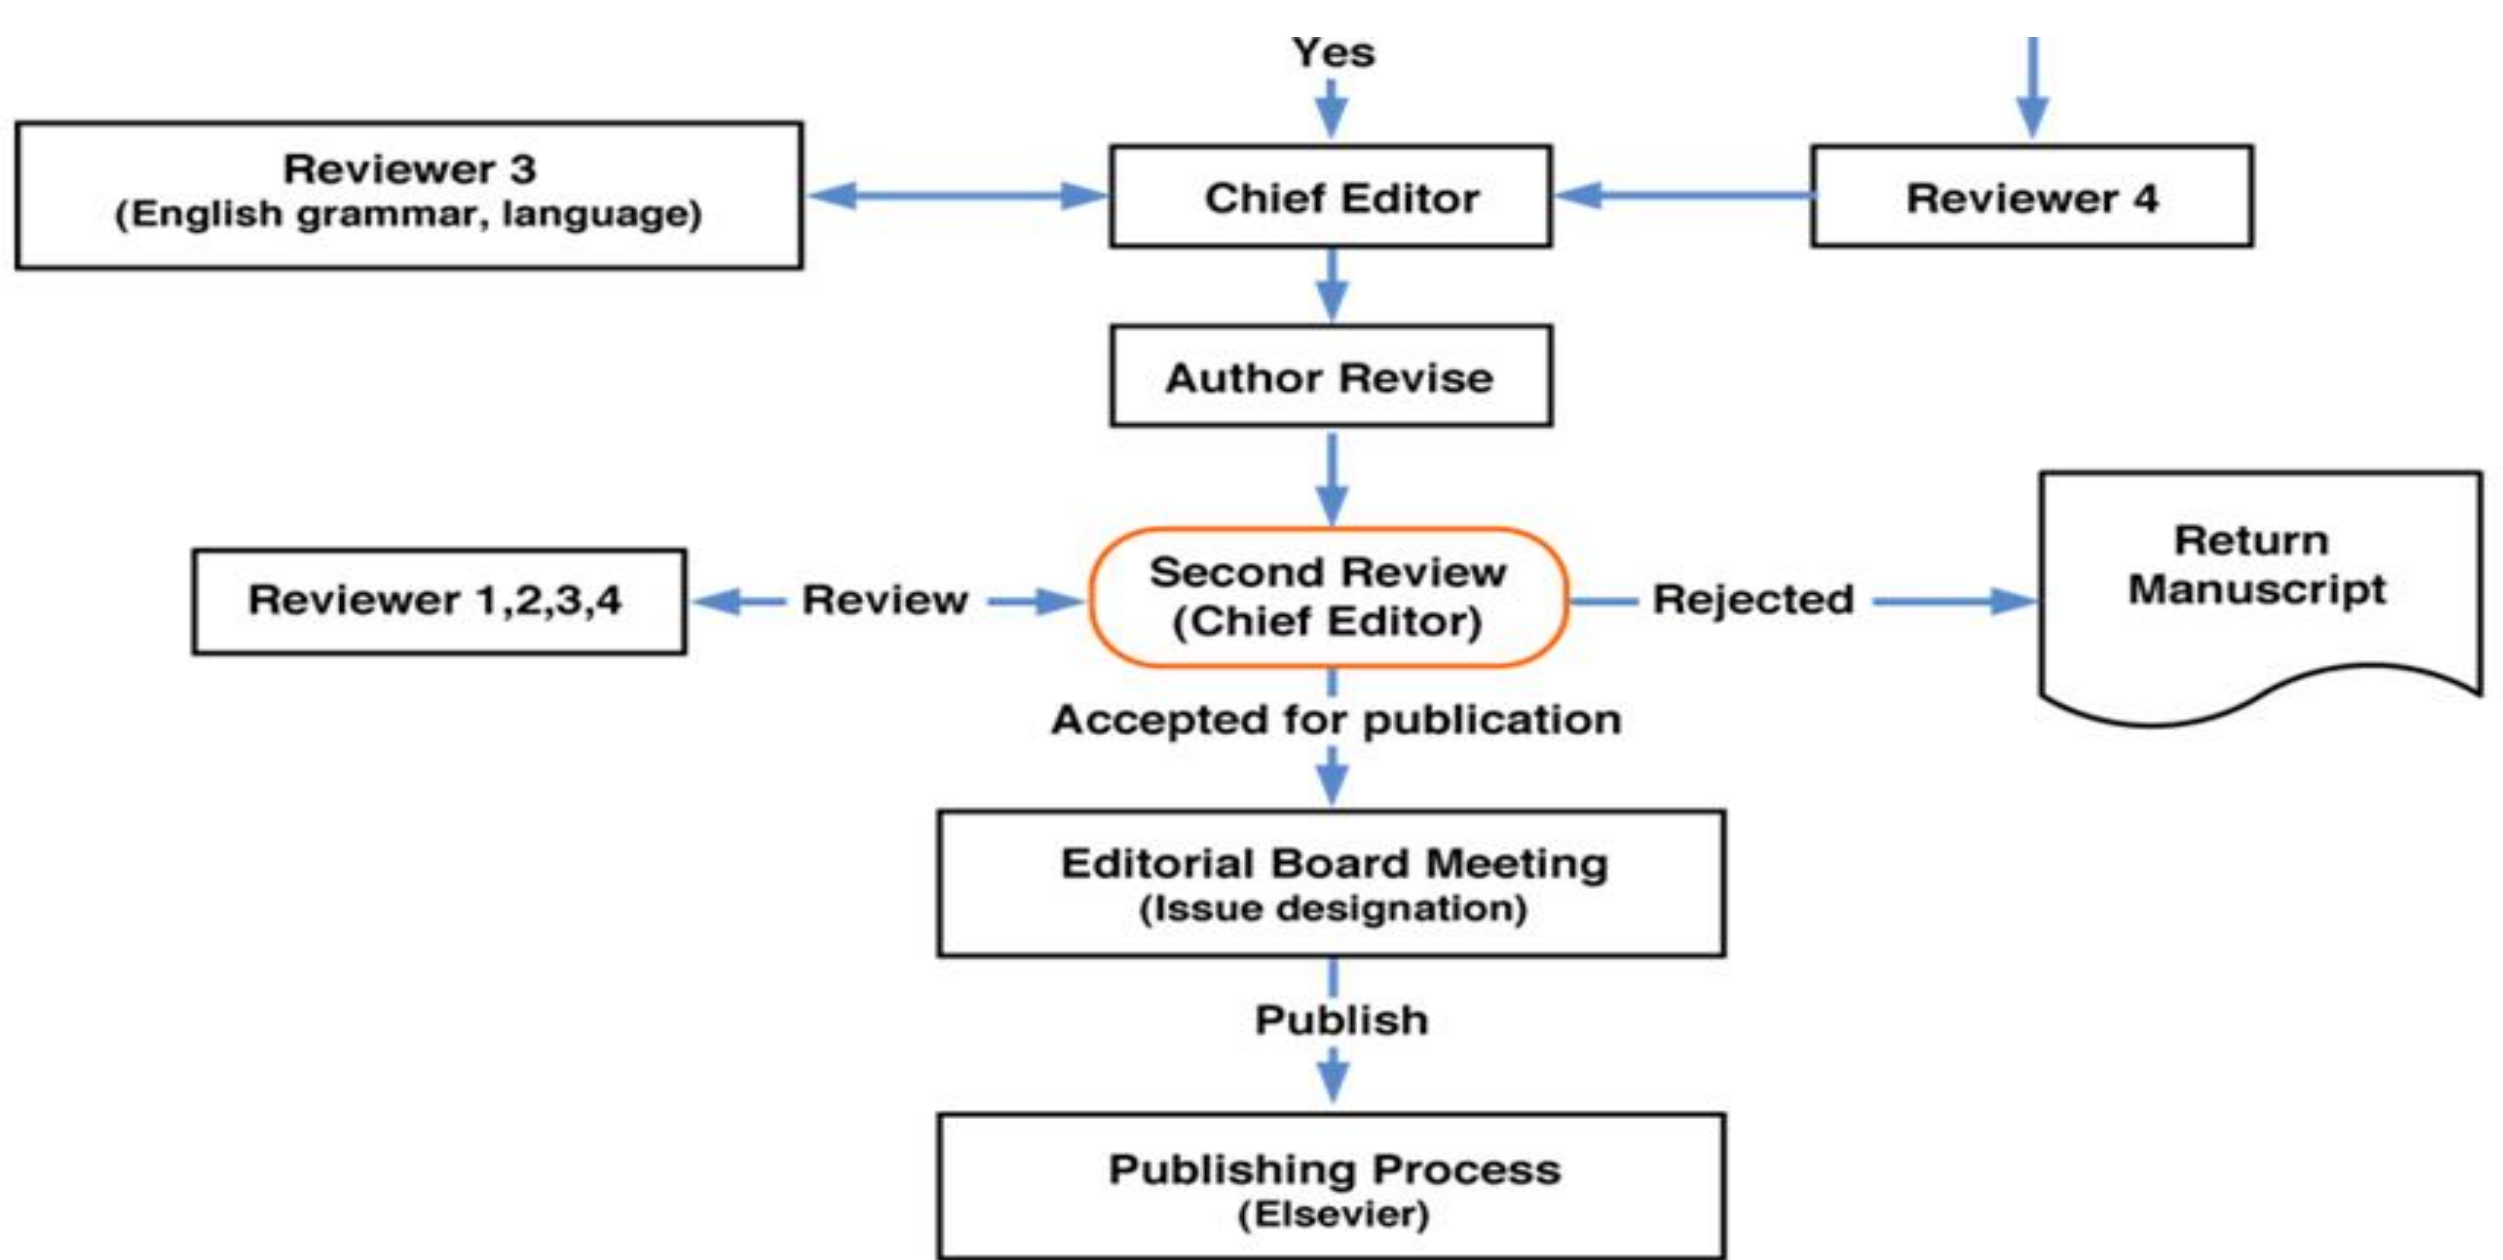 Yes
Reviewer 3
(English grammar, language)
Chief Editor
Reviewer 4
Author Revise
Reviewer 1,2,3,4
Review
Second Review
(Chief Editor)
Rejected
Return
Manuscript
Accepted for publication
Editorial Board Meeting
(Issue designation)
Publish
Publishing Process
(Elsevier)